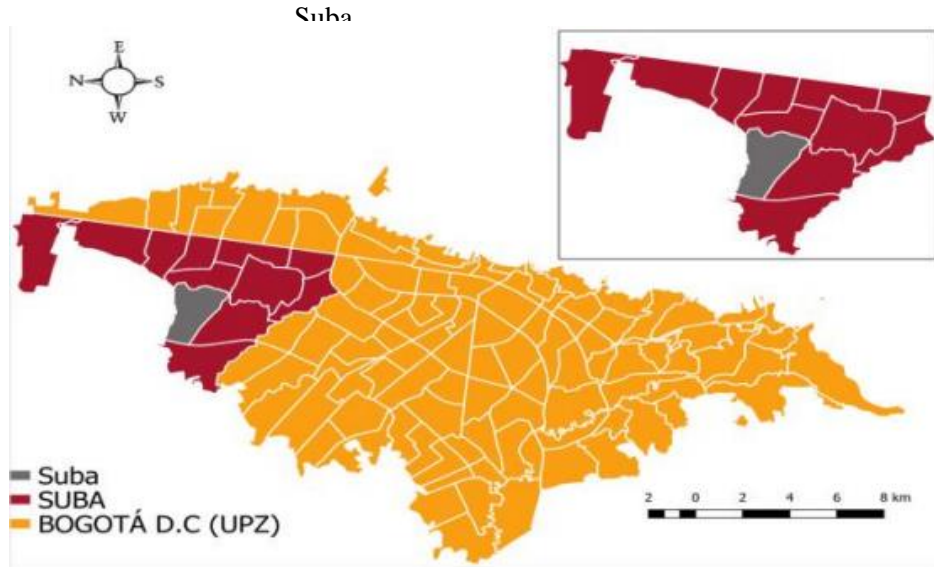 Suba
E
N S
W
Suba
SUBA
BOGOTÁ D.C (UPZ)
2 0 2 4 6 8 km